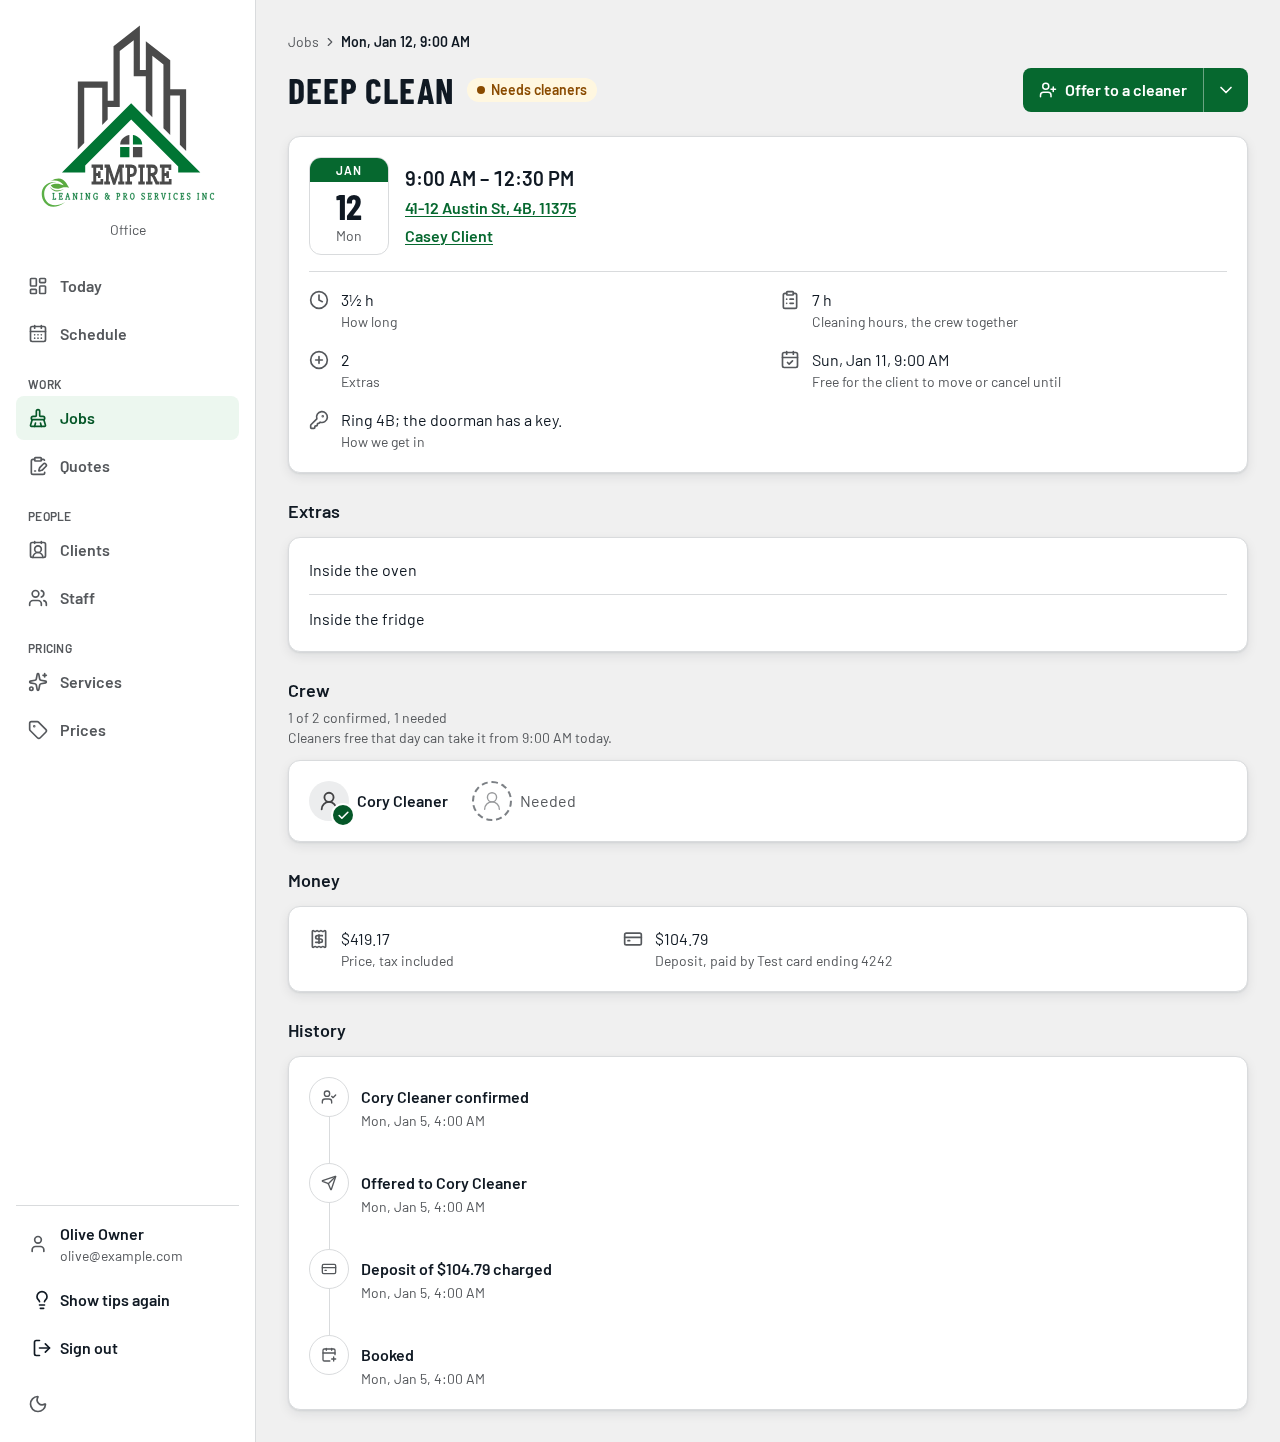 EMPIRE
LEANING & PRO SERVICES INC
Office
Today
Schedule
WORK
Jobs
Quotes
PEOPLE
Clients
Staff
PRICING
Services
Prices
Olive Owner
olive@example.com
Show tips again
Sign out
Jobs > Mon, Jan 12, 9:00 AM
DEEP CLEAN
Needs cleaners
Offer to a cleaner
JAN
12
Mon
9:00 AM – 12:30 PM
41-12 Austin St, 4B, 11375
Casey Client
3½ h
How long
7 h
Cleaning hours, the crew together
2
Extras
Sun, Jan 11, 9:00 AM
Free for the client to move or cancel until
Ring 4B; the doorman has a key.
How we get in
Extras
Inside the oven
Inside the fridge
Crew
1 of 2 confirmed, 1 needed
Cleaners free that day can take it from 9:00 AM today.
Cory Cleaner
Needed
Money
$419.17
Price, tax included
$104.79
Deposit, paid by Test card ending 4242
History
Cory Cleaner confirmed
Mon, Jan 5, 4:00 AM
Offered to Cory Cleaner
Mon, Jan 5, 4:00 AM
Deposit of $104.79 charged
Mon, Jan 5, 4:00 AM
Booked
Mon, Jan 5, 4:00 AM